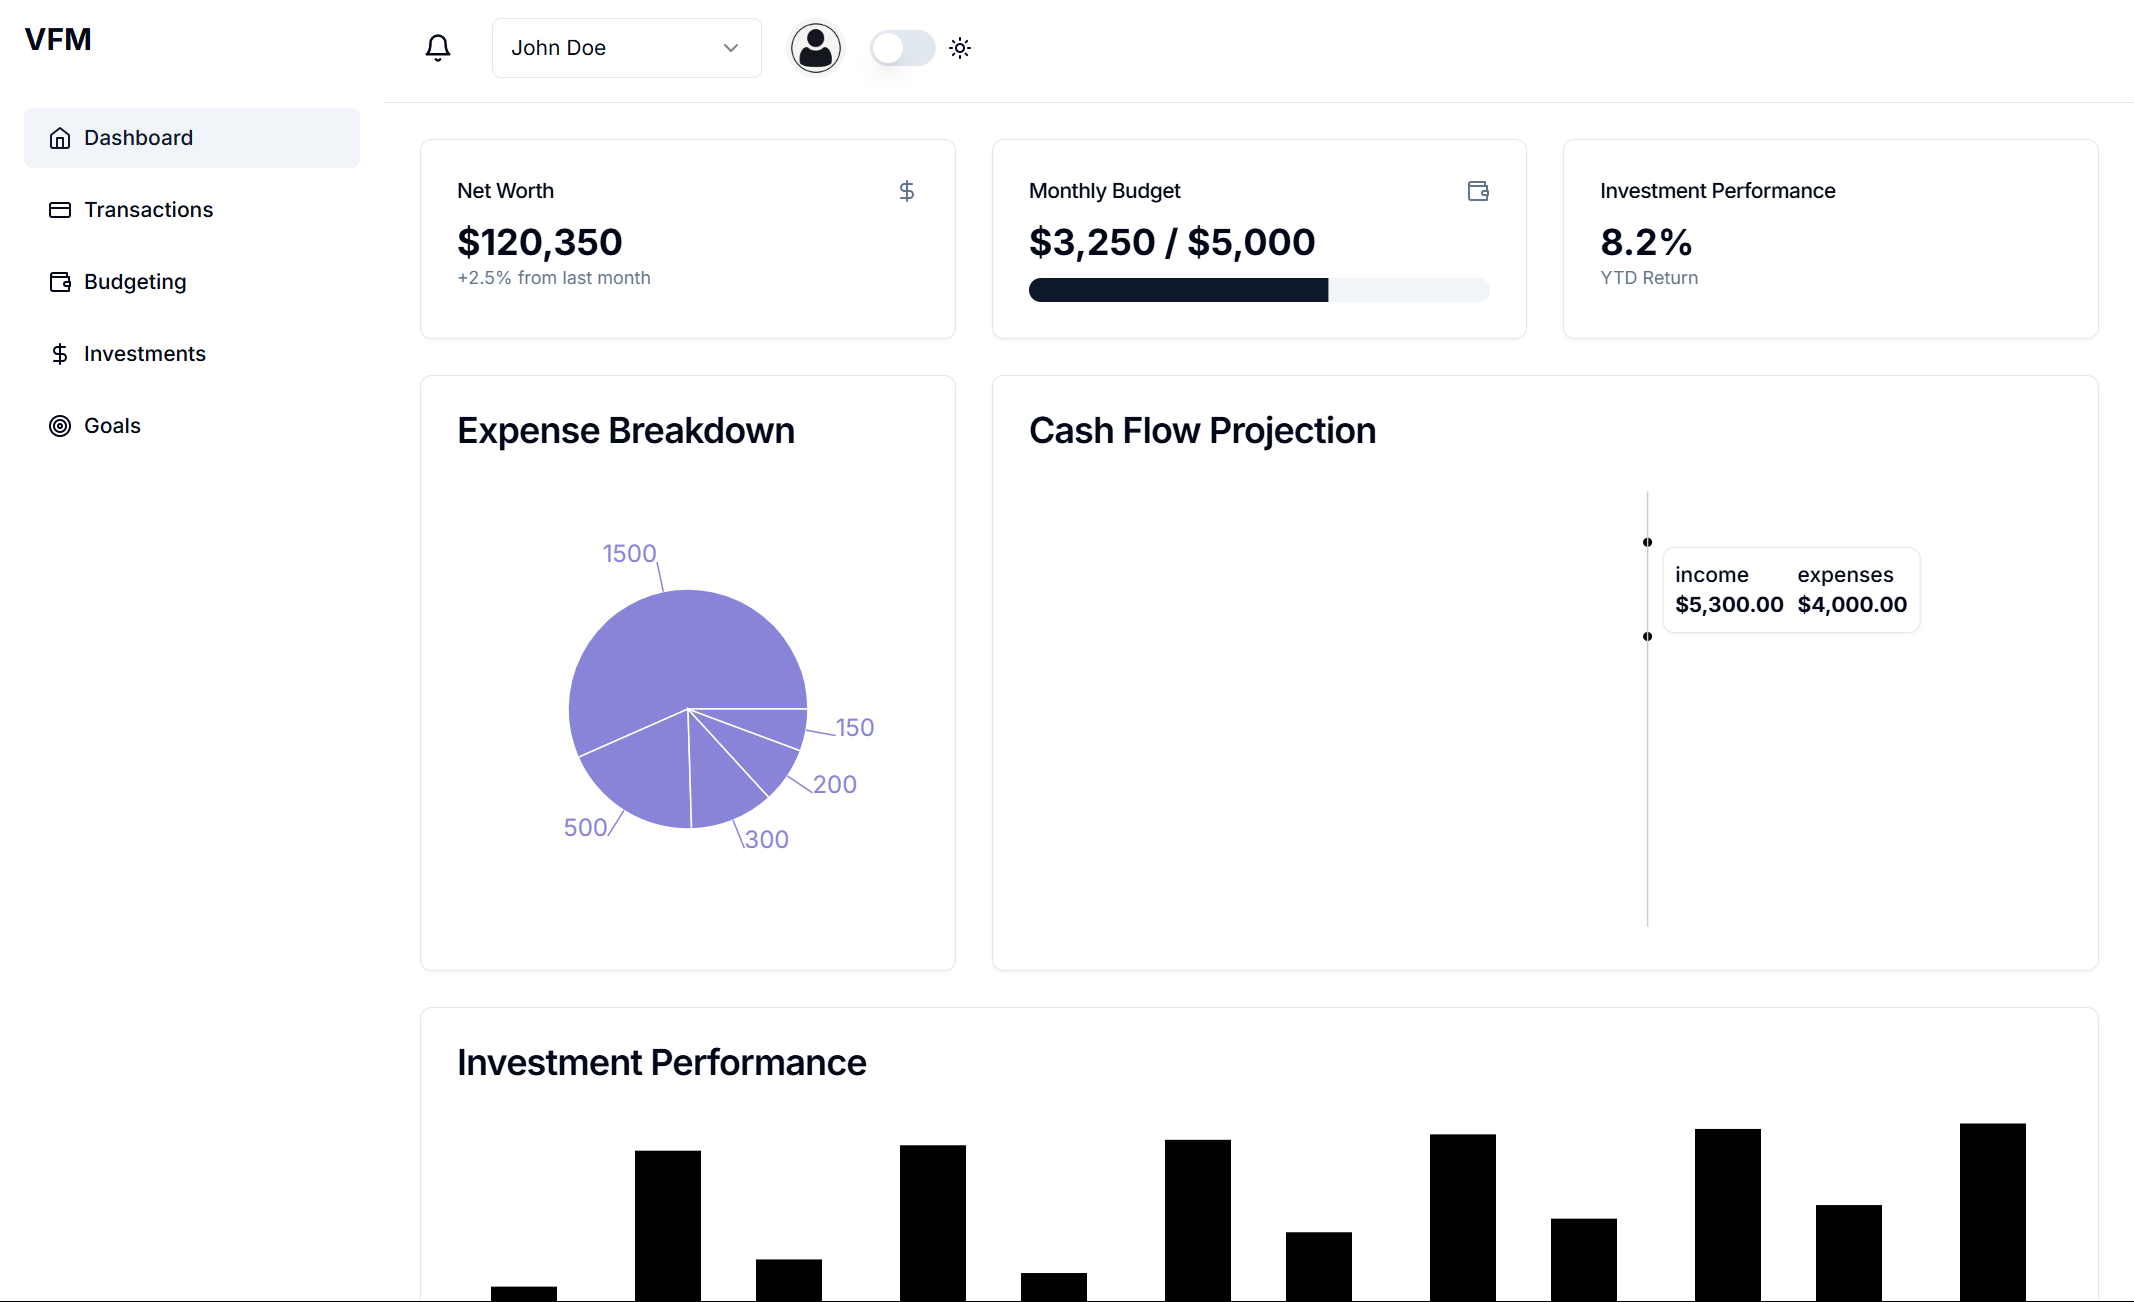 VFM
John Doe
Dashboard
Transactions
Budgeting
Investments
Goals
Net Worth
$120,350
+2.5% from last month
Monthly Budget
$3,250 / $5,000
Investment Performance
8.2%
YTD Return
Expense Breakdown
1500
150
200
300
500
Cash Flow Projection
income expenses
$5,300.00 $4,000.00
Investment Performance